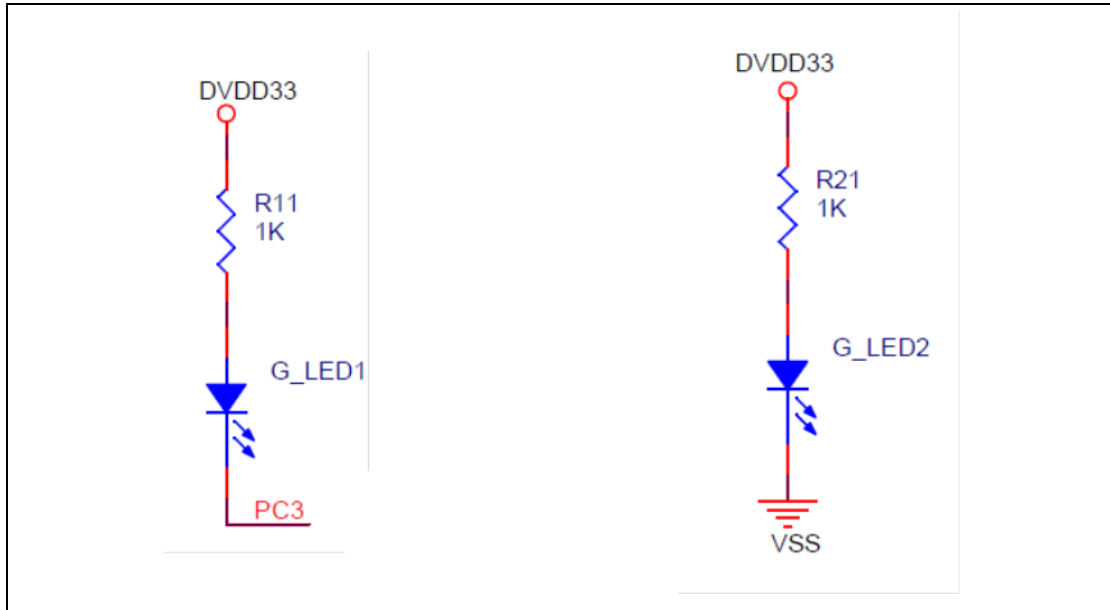 DVDD33
R11
1K
G_LED1
PC3
DVDD33
R21
1K
G_LED2
VSS